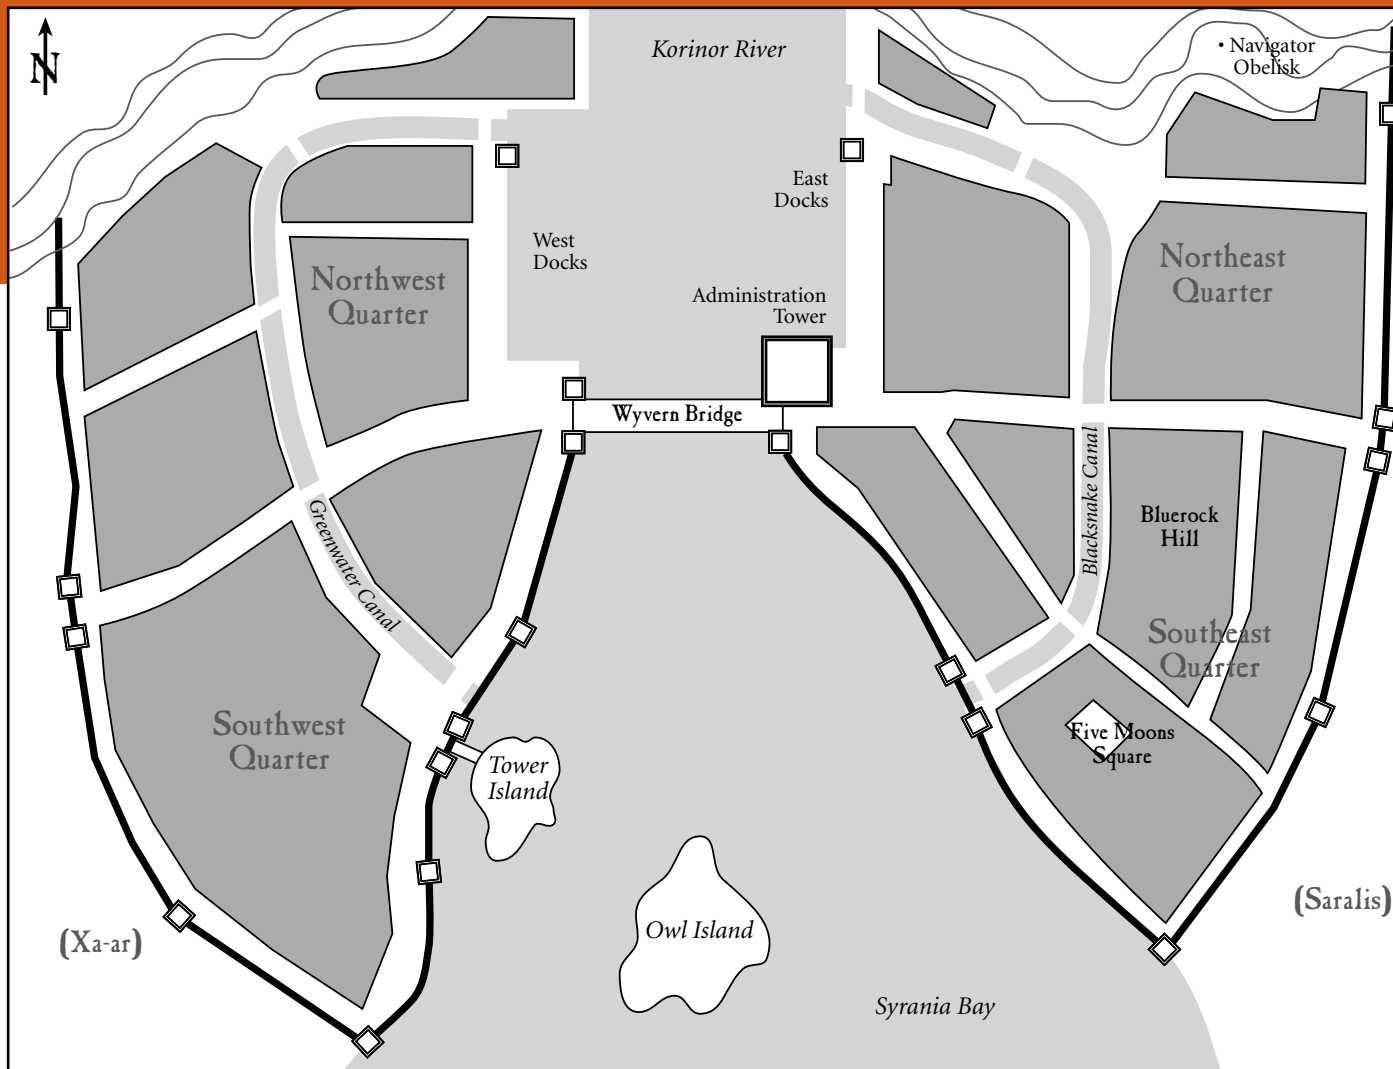 Korinor River
• Navigator
Obelisk
N
East
Docks
West
Docks
Northwest
Quarter
Northeast
Quarter
Administration
Tower
Wyvern Bridge
Blacksnake Canal
Bluerock
Hill
Greenwater Canal
Southeast
Quarter
Southwest
Quarter
Five Moons
Square
Tower
Island
(Saralis)
Owl Island
(Xa-ar)
Syrania Bay